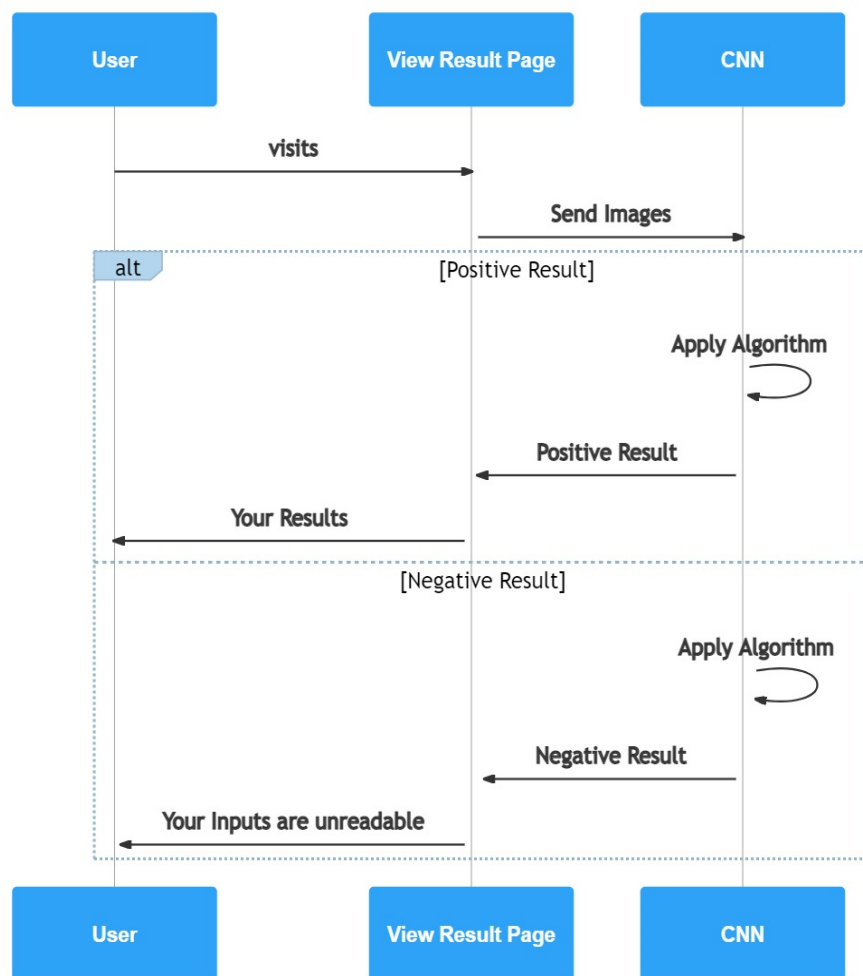 User
View Result Page
CNN
visits
Send Images
alt
[Positive Result]
Apply Algorithm
Positive Result
Your Results
[Negative Result]
Apply Algorithm
Negative Result
Your Inputs are unreadable
User
View Result Page
CNN